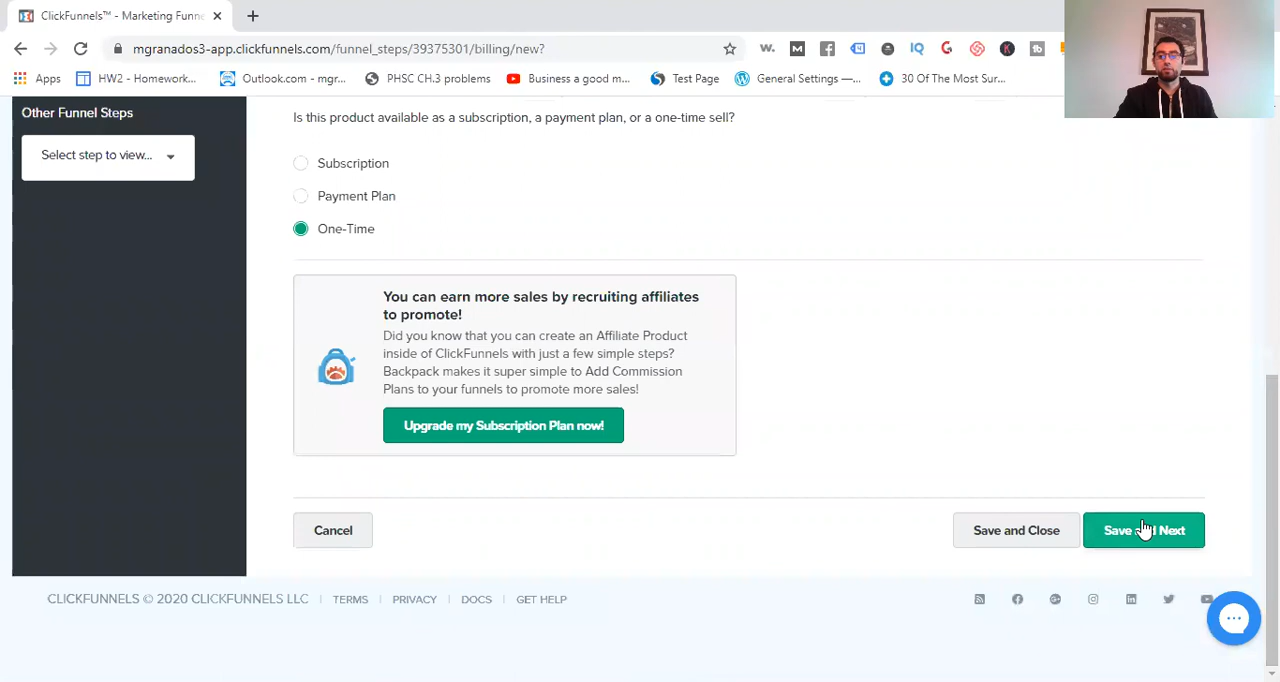 ClickFunnels™ - Marketing Funne
mgranados3-app.clickfunnels.com/funnel_steps/39375301/billing/new?
w.
M
IQ
G
K
tb
Apps
HW2 - Homework...
Outlook.com - mgr...
PHSC CH.3 problems
Business a good m...
Test Page
General Settings —...
30 Of The Most Sur...
Other Funnel Steps
Select step to view...
Is this product available as a subscription, a payment plan, or a one-time sell?
Subscription
Payment Plan
One-Time
You can earn more sales by recruiting affiliates
to promote!
Did you know that you can create an Affiliate Product
inside of ClickFunnels with just a few simple steps?
Backpack makes it super simple to Add Commission
Plans to your funnels to promote more sales!
Upgrade my Subscription Plan now!
Cancel
Save and Close
Save and Next
CLICKFUNNELS © 2020 CLICKFUNNELS LLC
TERMS
PRIVACY
DOCS
GET HELP